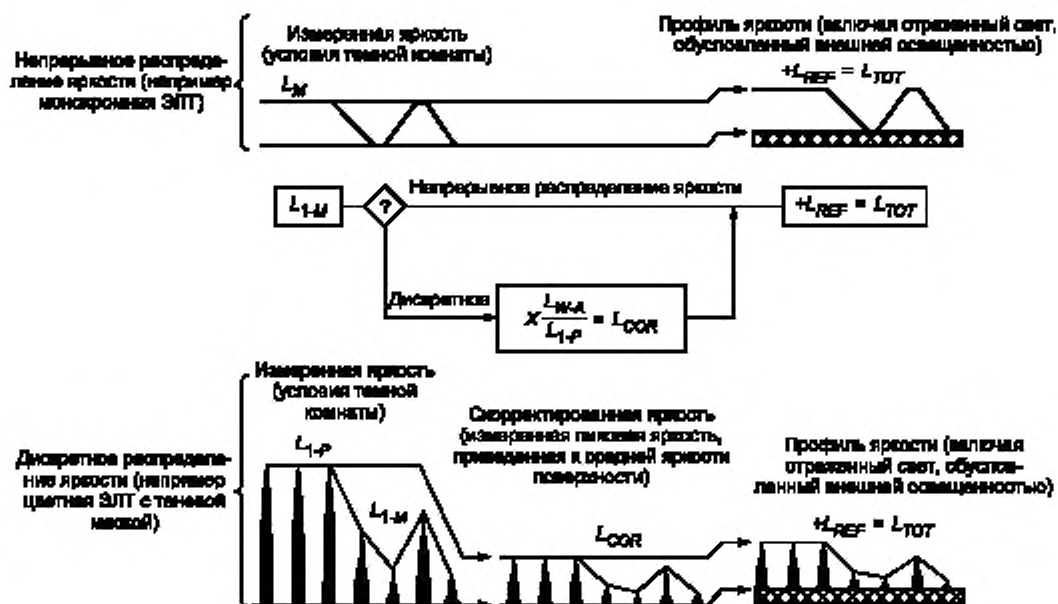 Непрерывное распреде-
ление яркости (например
монохромная ЭЛТ)
Измеренная яркость
(условия темной комнаты)
L_M
Профиль яркости (включая отраженный свет,
обусловленный внешней освещенностью)
+L_REF = L_TOT
L_1-M
?
Непрерывное распределение яркости
+L_REF = L_TOT
Дискретное
X L_W-A / L_1-P = L_COR
Дискретное распределе-
ние яркости (например
цветная ЭЛТ с теневой
маской)
Измеренная яркость
(условия темной
комнаты)
L_1-P
L_1-M
Скорректированная яркость
(измеренная пиковая яркость,
приведенная к средней яркости
поверхности)
L_COR
Профиль яркости (включая
отраженный свет, обуслов-
ленный внешней освещенностью)
+L_REF = L_TOT